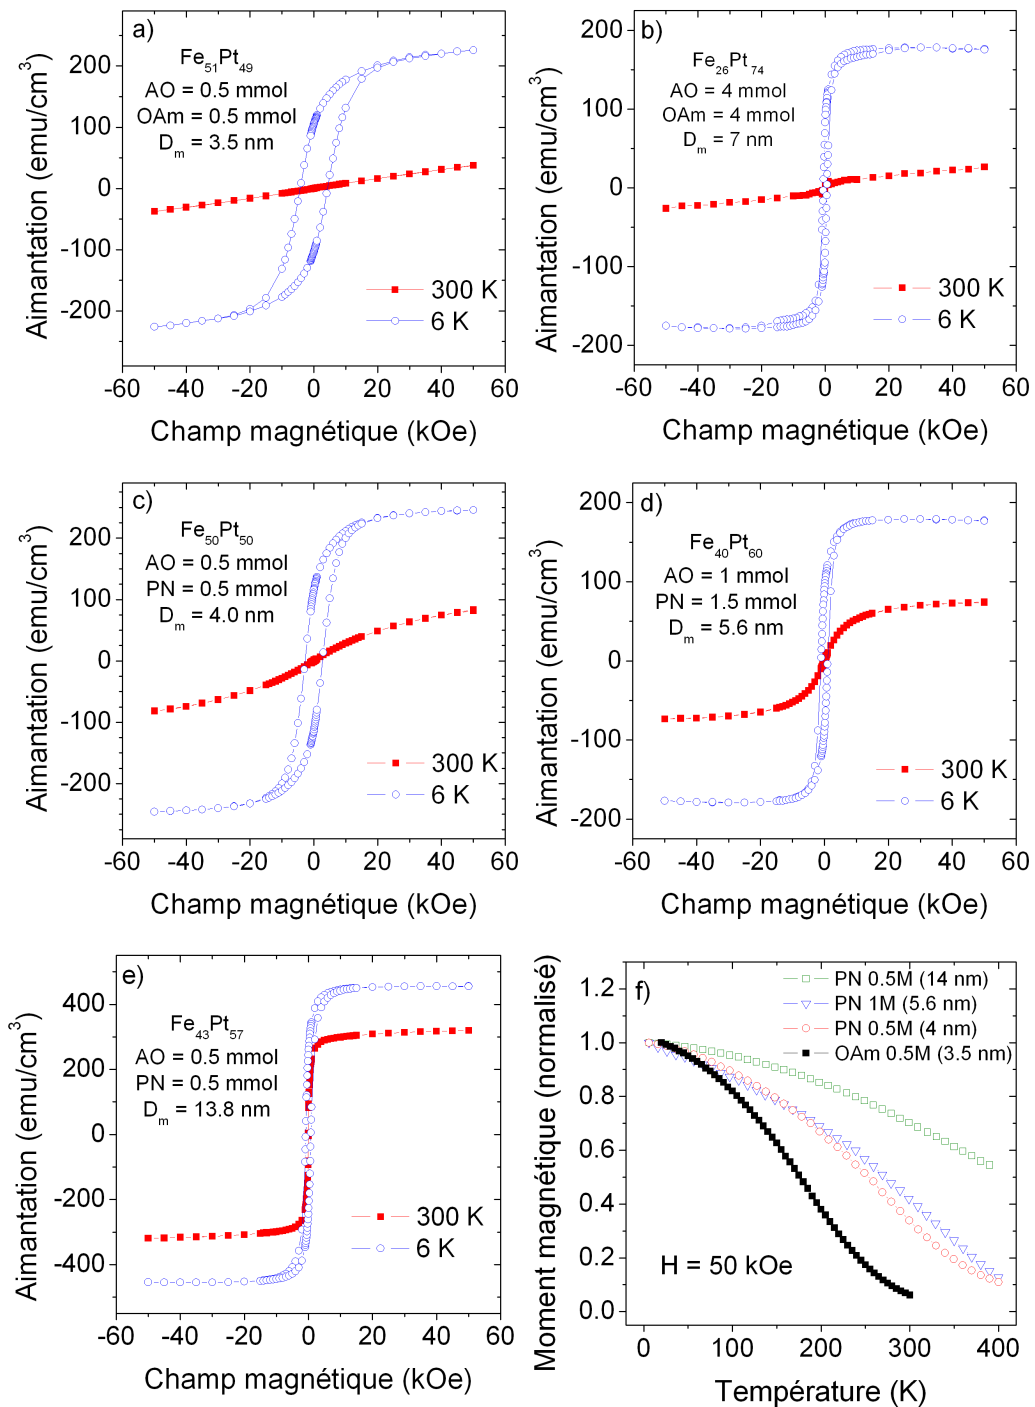 a)
Fe51Pt49
AO = 0.5 mmol
OAm = 0.5 mmol
Dm = 3.5 nm
300 K
6 K
200
100
0
-100
-200
-60 -40 -20 0 20 40 60
Aimantation (emu/cm³)
Champ magnétique (kOe)
b)
Fe26Pt74
AO = 4 mmol
OAm = 4 mmol
Dm = 7 nm
300 K
6 K
200
100
0
-100
-200
-60 -40 -20 0 20 40 60
Aimantation (emu/cm³)
Champ magnétique (kOe)
c)
Fe50Pt50
AO = 0.5 mmol
PN = 0.5 mmol
Dm = 4.0 nm
300 K
6 K
200
100
0
-100
-200
-60 -40 -20 0 20 40 60
Aimantation (emu/cm³)
Champ magnétique (kOe)
d)
Fe40Pt60
AO = 1 mmol
PN = 1.5 mmol
Dm = 5.6 nm
300 K
6 K
200
100
0
-100
-200
-60 -40 -20 0 20 40 60
Aimantation (emu/cm³)
Champ magnétique (kOe)
e)
Fe43Pt57
AO = 0.5 mmol
PN = 0.5 mmol
Dm = 13.8 nm
300 K
6 K
400
200
0
-200
-400
-60 -40 -20 0 20 40 60
Aimantation (emu/cm³)
Champ magnétique (kOe)
f)
PN 0.5M (14 nm)
PN 1M (5.6 nm)
PN 0.5M (4 nm)
OAm 0.5M (3.5 nm)
H = 50 kOe
1.2
1.0
0.8
0.6
0.4
0.2
0.0
0 100 200 300 400
Moment magnétique (normalisé)
Température (K)